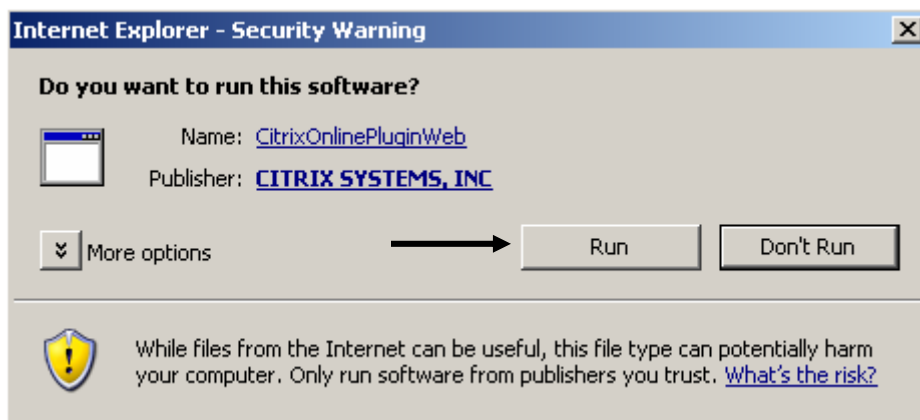 Internet Explorer - Security Warning
Do you want to run this software?
Name: CitrixOnlinePluginWeb
Publisher: CITRIX SYSTEMS, INC
More options
Run
Don't Run
While files from the Internet can be useful, this file type can potentially harm
your computer. Only run software from publishers you trust. What's the risk?